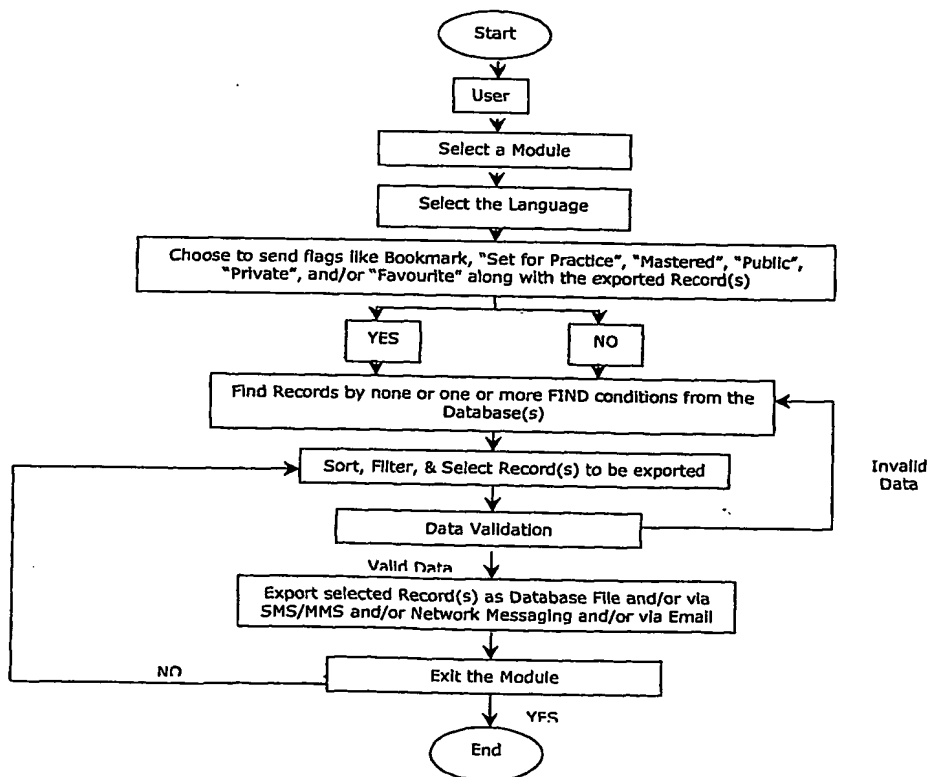 Start
User
Select a Module
Select the Language
Choose to send flags like Bookmark, “Set for Practice”, “Mastered”, “Public”,
“Private”, and/or “Favourite” along with the exported Record(s)
YES
NO
Find Records by none or one or more FIND conditions from the
Database(s)
Sort, Filter, & Select Record(s) to be exported
Invalid
Data
Data Validation
Valid Data
Export selected Record(s) as Database File and/or via
SMS/MMS and/or Network Messaging and/or via Email
NO
Exit the Module
YES
End